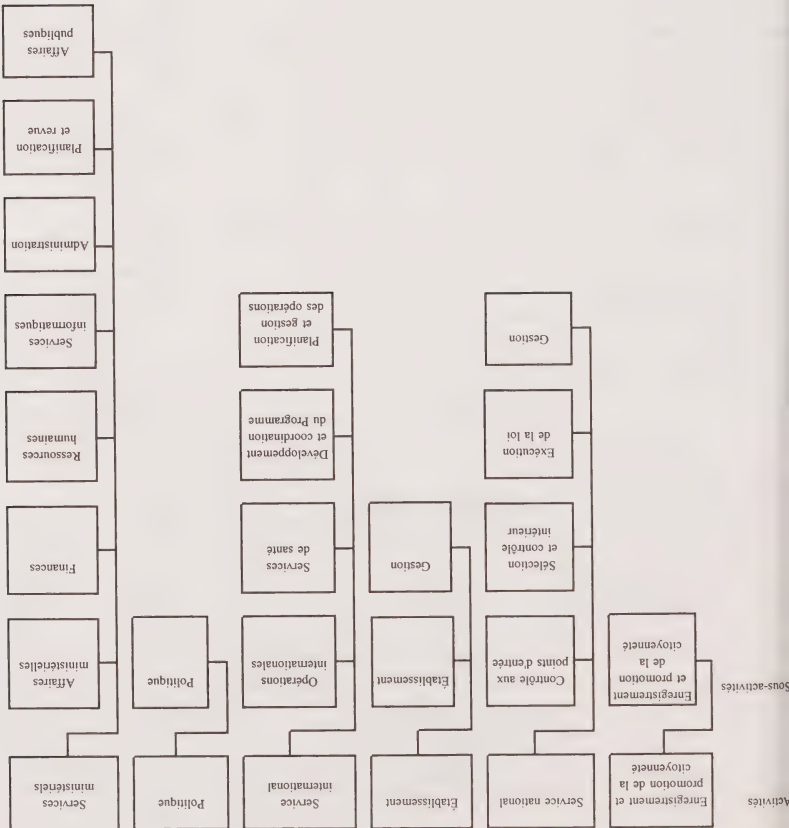 Activités
Enregistrement et
promotion de la
citoyenneté
Service national
Établissement
Service
international
Politique
Services
ministériels
Sous-activités
Enregistrement
et promotion
de la
citoyenneté
Contrôle aux
points d'entrée
Sélection
et contrôle
intérieur
Exécution
de la loi
Gestion
Établissement
Gestion
Opérations
internationales
Services
de santé
Développement
et coordination
du Programme
Planification
et gestion
des opérations
Politique
Affaires
ministérielles
Finances
Ressources
humaines
Services
informatiques
Administration
Planification
et revue
Affaires
publiques